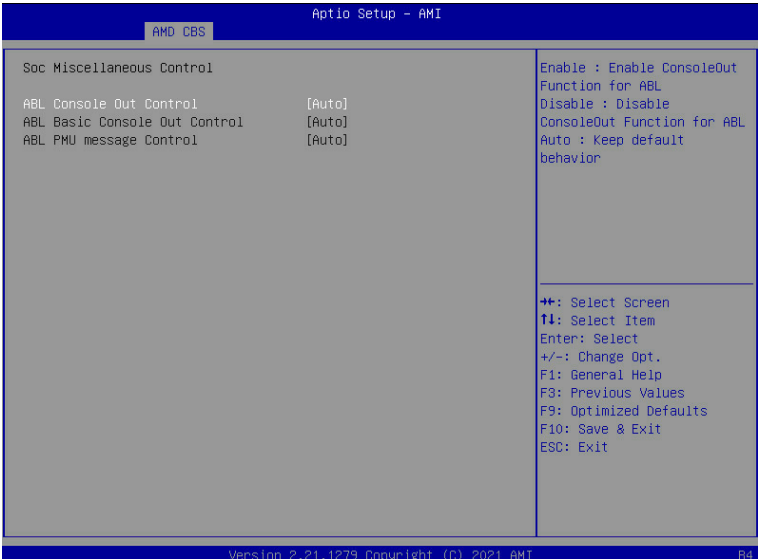 Aptio Setup – AMI
AMD CBS
Soc Miscellaneous Control
ABL Console Out Control [Auto]
ABL Basic Console Out Control [Auto]
ABL PMU message Control [Auto]
Enable : Enable ConsoleOut
Function for ABL
Disable : Disable
ConsoleOut Function for ABL
Auto : Keep default
behavior
→←: Select Screen
↑↓: Select Item
Enter: Select
+/-: Change Opt.
F1: General Help
F3: Previous Values
F9: Optimized Defaults
F10: Save & Exit
ESC: Exit
Version 2.21.1279 Copyright (C) 2021 AMI
B4